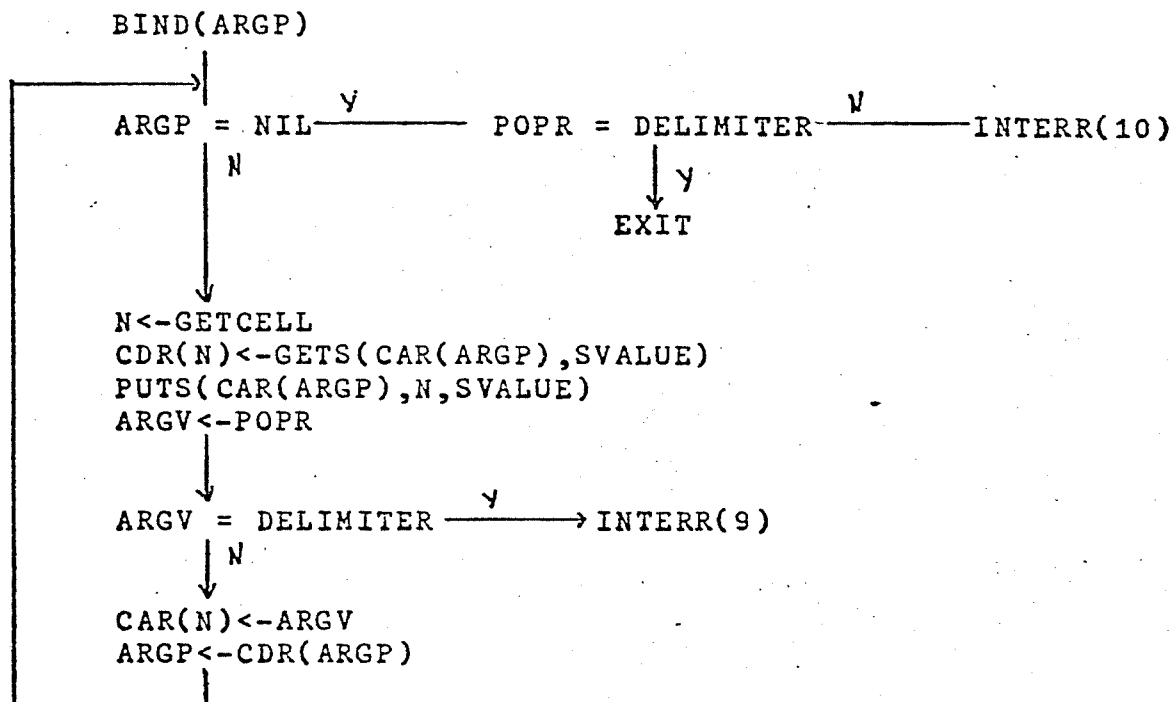 BIND(ARGP)
ARGP = NIL Y POPR = DELIMITER N INTERR(10)
N Y
EXIT
N<-GETCELL
CDR(N)<-GETS(CAR(ARGP),SVALUE)
PUTS(CAR(ARGP),N,SVALUE)
ARGV<-POPR
ARGV = DELIMITER Y INTERR(9)
N
CAR(N)<-ARGV
ARGP<-CDR(ARGP)